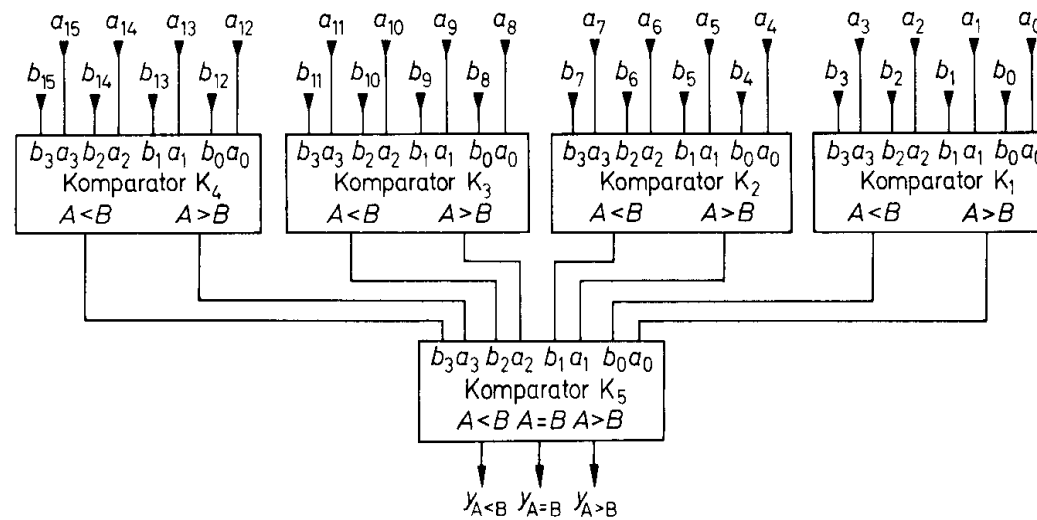 a15 a14 a13 a12 a11 a10 a9 a8 a7 a6 a5 a4 a3 a2 a1 a0
b15 b14 b13 b12 b11 b10 b9 b8 b7 b6 b5 b4 b3 b2 b1 b0
b3 a3 b2 a2 b1 a1 b0 a0 b3 a3 b2 a2 b1 a1 b0 a0 b3 a3 b2 a2 b1 a1 b0 a0 b3 a3 b2 a2 b1 a1 b0 a0
Komparator K4 Komparator K3 Komparator K2 Komparator K1
A<B A>B A<B A>B A<B A>B A<B A>B
b3 a3 b2 a2 b1 a1 b0 a0
Komparator K5
A<B A=B A>B
yA<B yA=B yA>B